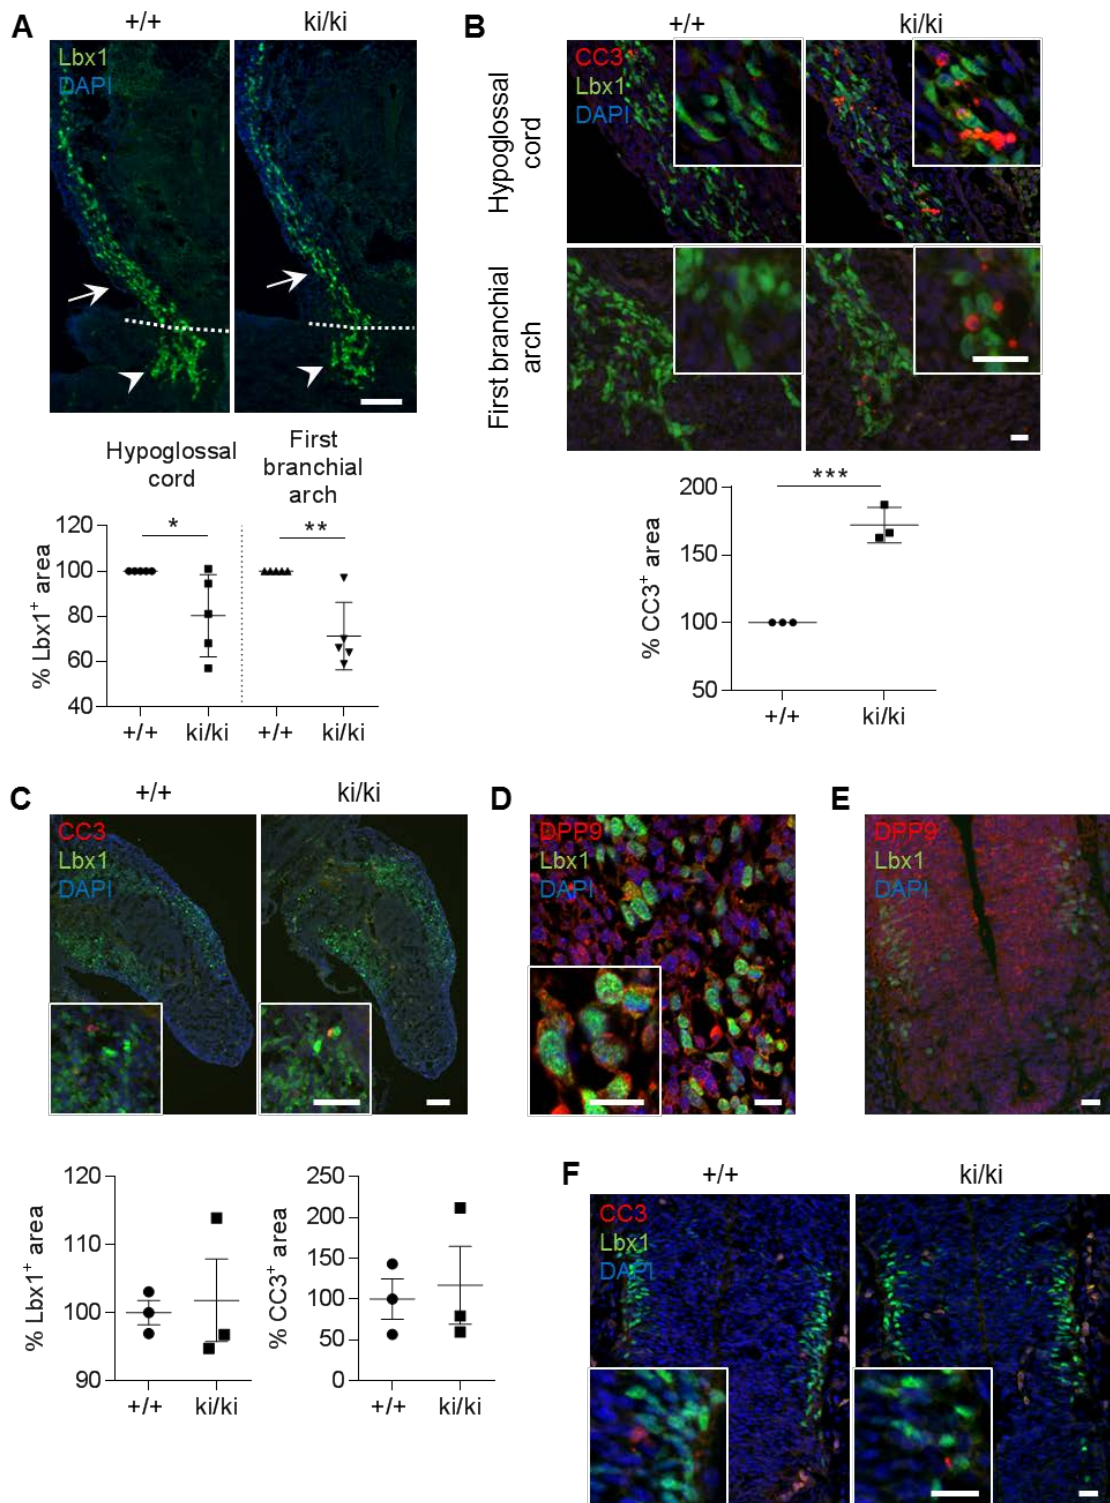 A
+/+
ki/ki
Lbx1
DAPI
Hypoglossal
cord
First
branchial
arch
% Lbx1+ area
120
100
80
60
40
*
**
+/+
ki/ki
+/+
ki/ki
B
+/+
ki/ki
Hypoglossal
cord
CC3
Lbx1
DAPI
First branchial
arch
% CC3+ area
200
150
100
50
***
+/+
ki/ki
C
+/+
ki/ki
CC3
Lbx1
DAPI
% Lbx1+ area
120
110
100
90
+/+
ki/ki
% CC3+ area
250
200
150
100
50
0
+/+
ki/ki
D
DPP9
Lbx1
DAPI
E
DPP9
Lbx1
DAPI
F
+/+
ki/ki
CC3
Lbx1
DAPI